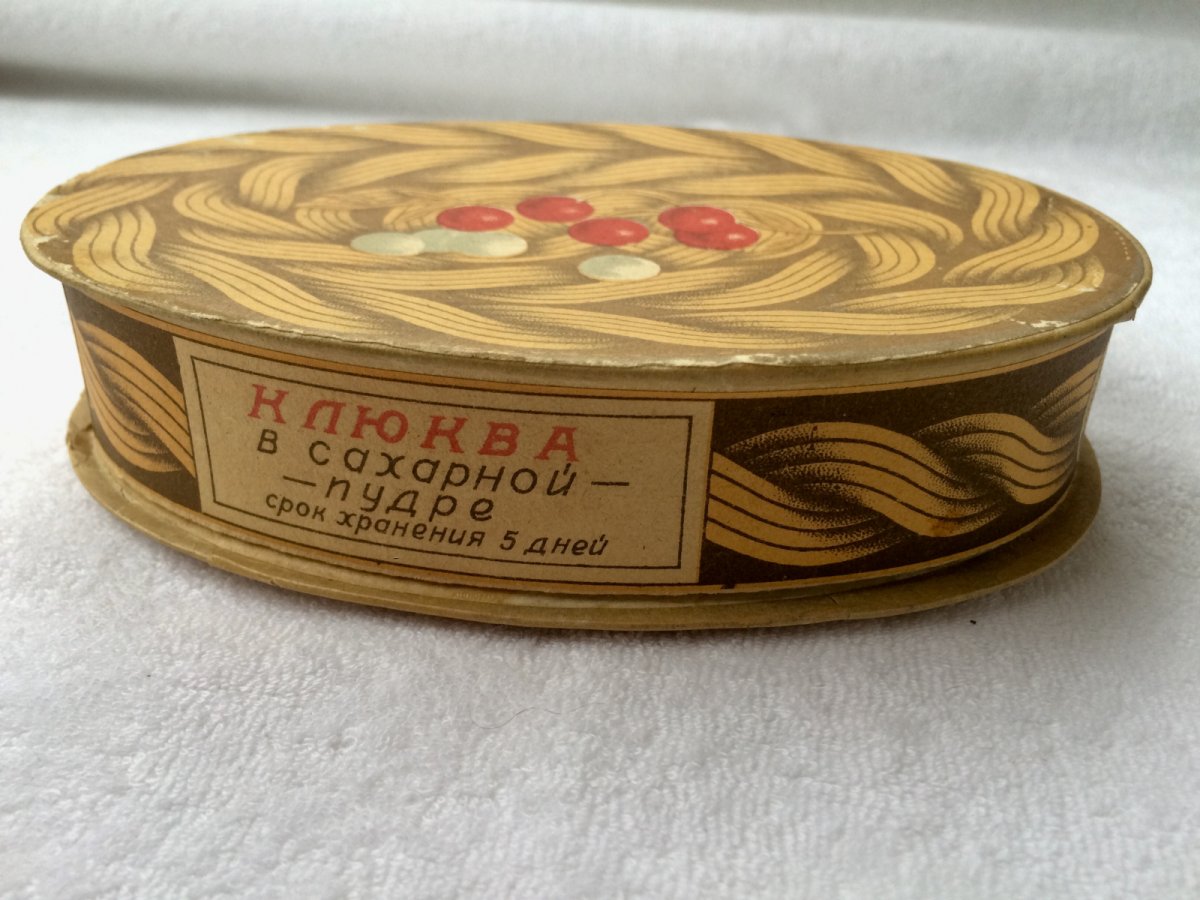 КЛЮКВА
в сахарной
— пудре —
срок хранения 5 дней